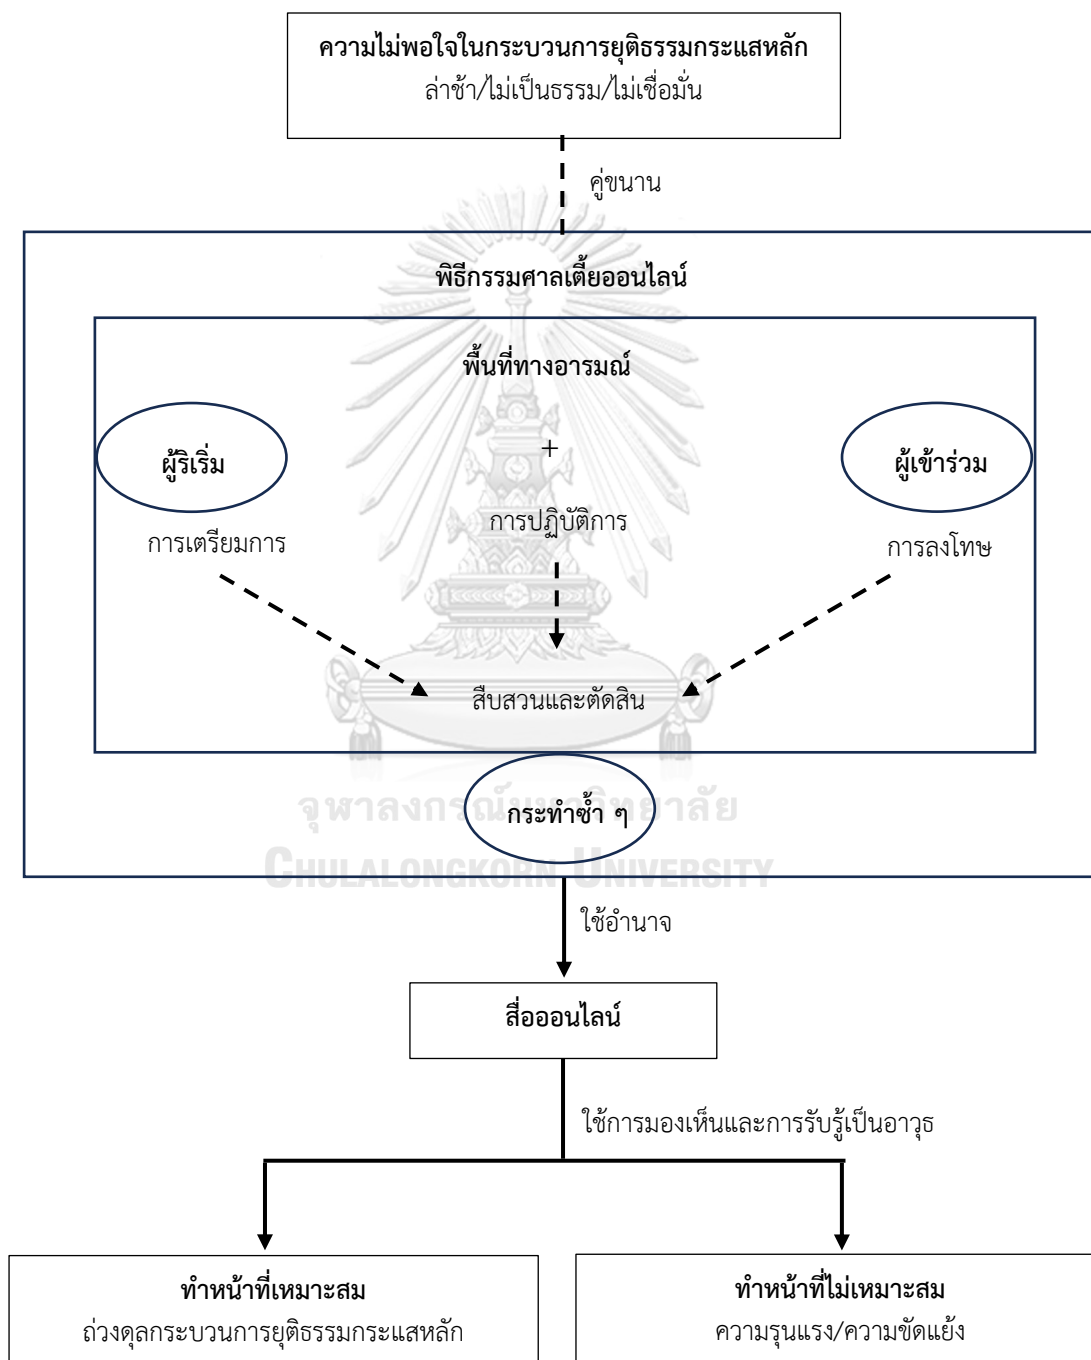 ความไม่พอใจในกระบวนการยุติธรรมกระแสหลัก
ล่าช้า/ไม่เป็นธรรม/ไม่เชื่อมั่น
คู่ขนาน
พิธีกรรมศาลเตี้ยออนไลน์
พื้นที่ทางอารมณ์
ผู้ริเริ่ม
+
ผู้เข้าร่วม
การเตรียมการ
การปฏิบัติการ
การลงโทษ
สืบสวนและตัดสิน
จุฬาลงกรณ์มหาวิทยาลัย
กระทำซ้ำ ๆ
CHULALONGKORN UNIVERSITY
ใช้อำนาจ
สื่อออนไลน์
ใช้การมองเห็นและการรับรู้เป็นอาวุธ
ทำหน้าที่เหมาะสม
ถ่วงดุลกระบวนการยุติธรรมกระแสหลัก
ทำหน้าที่ไม่เหมาะสม
ความรุนแรง/ความขัดแย้ง